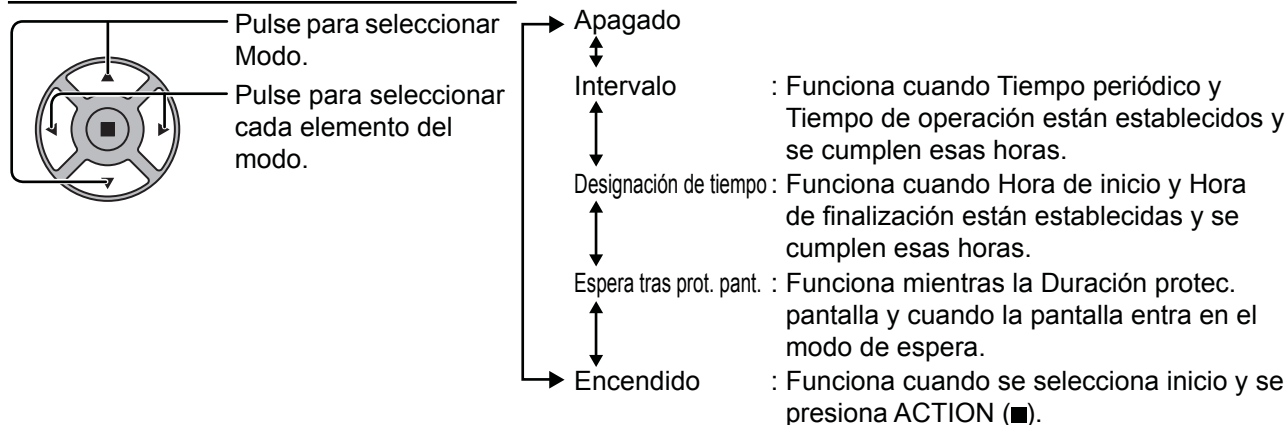 Pulse para seleccionar
Modo.
Pulse para seleccionar
cada elemento del
modo.
Apagado
Intervalo : Funciona cuando Tiempo periódico y
Tiempo de operación están establecidos y
se cumplen esas horas.
Designación de tiempo : Funciona cuando Hora de inicio y Hora
de finalización están establecidas y se
cumplen esas horas.
Espera tras prot. pant. : Funciona mientras la Duración protec.
pantalla y cuando la pantalla entra en el
modo de espera.
Encendido : Funciona cuando se selecciona inicio y se
presiona ACTION (■).